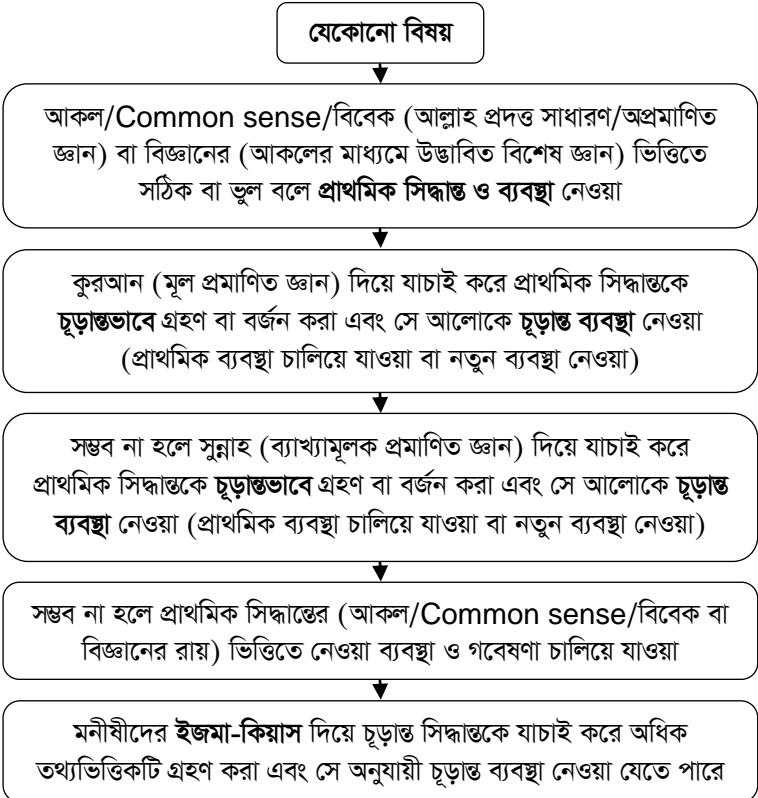 যেকোনো বিষয়
আকল/Common sense/বিবেক (আল্লাহ প্রদত্ত সাধারণ/অপ্রমাণিত
জ্ঞান) বা বিজ্ঞানের (আকলের মাধ্যমে উদ্ভাবিত বিশেষ জ্ঞান) ভিত্তিতে
সঠিক বা ভুল বলে প্রাথমিক সিদ্ধান্ত ও ব্যবস্থা নেওয়া
কুরআন (মূল প্রমাণিত জ্ঞান) দিয়ে যাচাই করে প্রাথমিক সিদ্ধান্তকে
চূড়ান্তভাবে গ্রহণ বা বর্জন করা এবং সে আলোকে চূড়ান্ত ব্যবস্থা নেওয়া
(প্রাথমিক ব্যবস্থা চালিয়ে যাওয়া বা নতুন ব্যবস্থা নেওয়া)
সম্ভব না হলে সুন্নাহ (ব্যাখ্যামূলক প্রমাণিত জ্ঞান) দিয়ে যাচাই করে
প্রাথমিক সিদ্ধান্তকে চূড়ান্তভাবে গ্রহণ বা বর্জন করা এবং সে আলোকে চূড়ান্ত
ব্যবস্থা নেওয়া (প্রাথমিক ব্যবস্থা চালিয়ে যাওয়া বা নতুন ব্যবস্থা নেওয়া)
সম্ভব না হলে প্রাথমিক সিদ্ধান্তের (আকল/Common sense/বিবেক বা
বিজ্ঞানের রায়) ভিত্তিতে নেওয়া ব্যবস্থা ও গবেষণা চালিয়ে যাওয়া
মনীষীদের ইজমা-কিয়াস দিয়ে চূড়ান্ত সিদ্ধান্তকে যাচাই করে অধিক
তথ্যভিত্তিকটি গ্রহণ করা এবং সে অনুযায়ী চূড়ান্ত ব্যবস্থা নেওয়া যেতে পারে